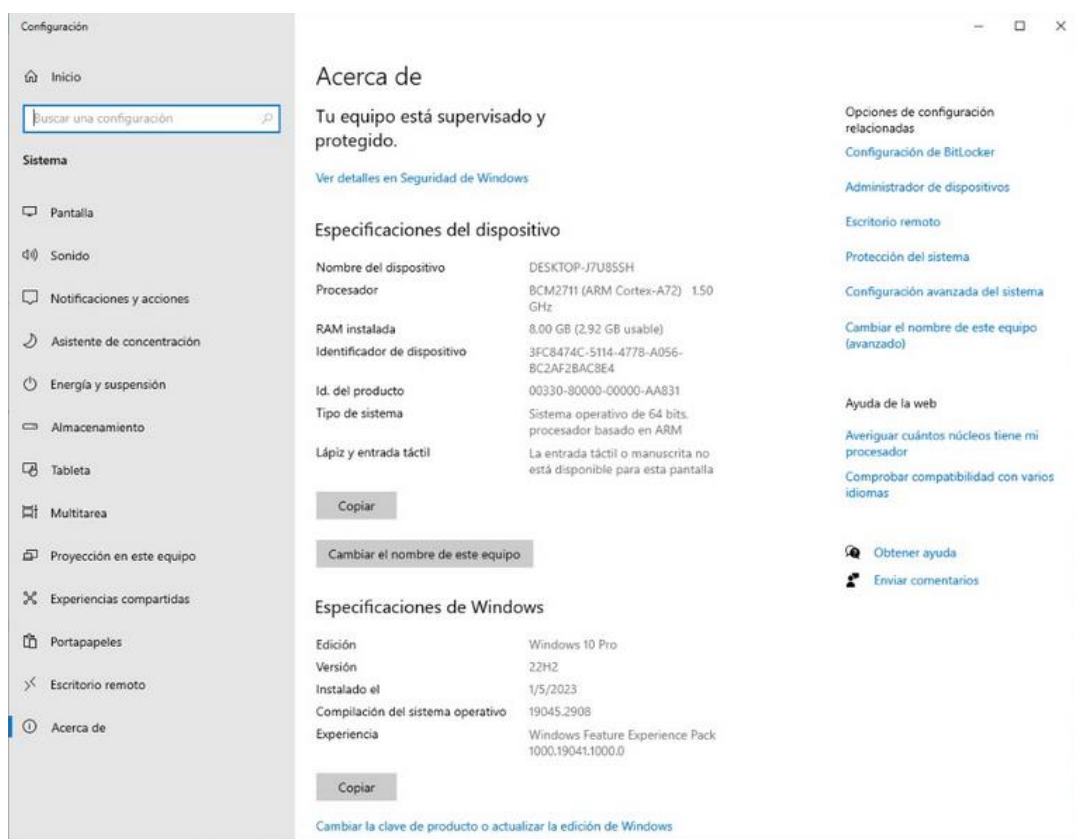 Configuración
Inicio
Buscar una configuración
Sistema
Pantalla
Sonido
Notificaciones y acciones
Asistente de concentración
Energía y suspensión
Almacenamiento
Tableta
Multitarea
Proyección en este equipo
Experiencias compartidas
Portapapeles
Escritorio remoto
Acerca de
Acerca de
Tu equipo está supervisado y
protegido.
Ver detalles en Seguridad de Windows
Especificaciones del dispositivo
Nombre del dispositivo DESKTOP-J7U85SH
Procesador BCM2711 (ARM Cortex-A72) 1.50
GHz
RAM instalada 8.00 GB (2.92 GB usable)
Identificador de dispositivo 3FC8474C-5114-4778-A056-
BC2AF2BAC8E4
Id. del producto 00330-80000-00000-AA831
Tipo de sistema Sistema operativo de 64 bits,
procesador basado en ARM
Lápiz y entrada táctil La entrada táctil o manuscrita no
está disponible para esta pantalla
Copiar
Cambiar el nombre de este equipo
Especificaciones de Windows
Edición Windows 10 Pro
Versión 22H2
Instalado el 1/5/2023
Compilación del sistema operativo 19045.2908
Experiencia Windows Feature Experience Pack
1000.19041.1000.0
Copiar
Cambiar la clave de producto o actualizar la edición de Windows
Opciones de configuración
relacionadas
Configuración de BitLocker
Administrador de dispositivos
Escritorio remoto
Protección del sistema
Configuración avanzada del sistema
Cambiar el nombre de este equipo
(avanzado)
Ayuda de la web
Averiguar cuántos núcleos tiene mi
procesador
Comprobar compatibilidad con varios
idiomas
Obtener ayuda
Enviar comentarios